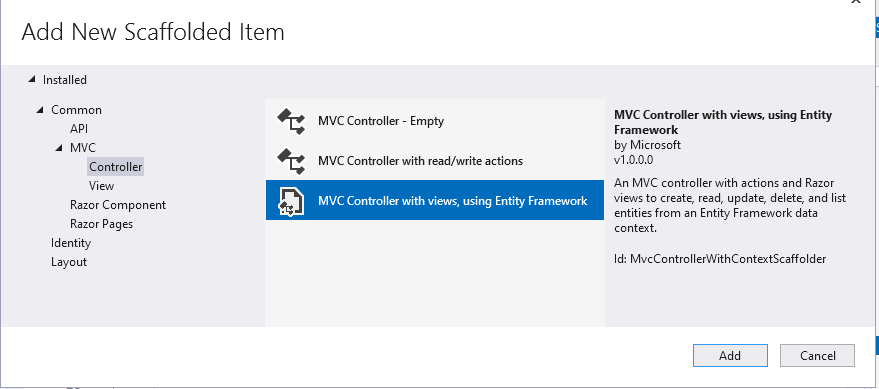 Add New Scaffolded Item
Installed
Common
API
MVC
Controller
View
Razor Component
Razor Pages
Identity
Layout
MVC Controller - Empty
MVC Controller with read/write actions
MVC Controller with views, using Entity Framework
MVC Controller with views, using Entity
Framework
by Microsoft
v1.0.0.0
An MVC controller with actions and Razor
views to create, read, update, delete, and list
entities from an Entity Framework data
context.
Id: MvcControllerWithContextScaffolder
Add
Cancel